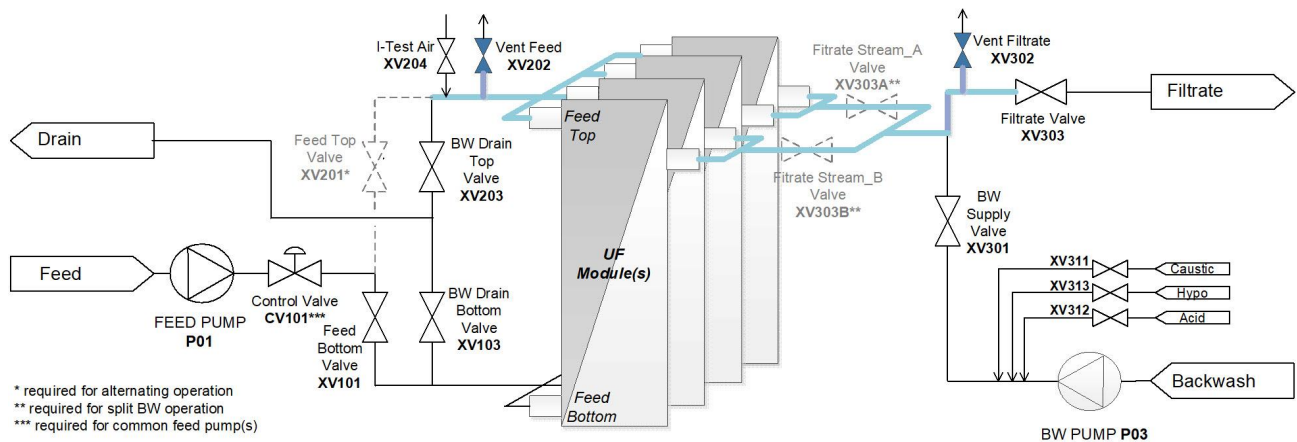 I-Test Air
XV204
Vent Feed
XV202
Fitrate Stream_A
Valve
XV303A**
Vent Filtrate
XV302
Filtrate
Filtrate Valve
XV303
Drain
Feed Top
Valve
XV201*
BW Drain
Top
Valve
XV203
Feed
Top
Fitrate Stream_B
Valve
XV303B**
BW
Supply
Valve
XV301
UF
Module(s)
Feed
FEED PUMP
P01
Control Valve
CV101***
Feed
Bottom
Valve
XV101
BW Drain
Bottom
Valve
XV103
XV311
Caustic
XV313
Hypo
XV312
Acid
Feed
Bottom
Backwash
BW PUMP P03
* required for alternating operation
** required for split BW operation
*** required for common feed pump(s)